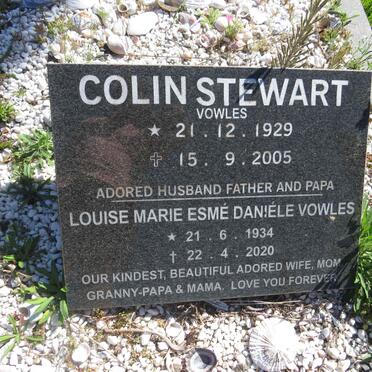 COLIN STEWART
VOWLES
★ 21.12.1929
✝ 15.9.2005
ADORED HUSBAND FATHER AND PAPA
LOUISE MARIE ESMÉ DANIÉLE VOWLES
★ 21.6.1934
✝ 22.4.2020
OUR KINDEST, BEAUTIFUL ADORED WIFE, MOM
GRANNY-PAPA & MAMA. LOVE YOU FOREVER